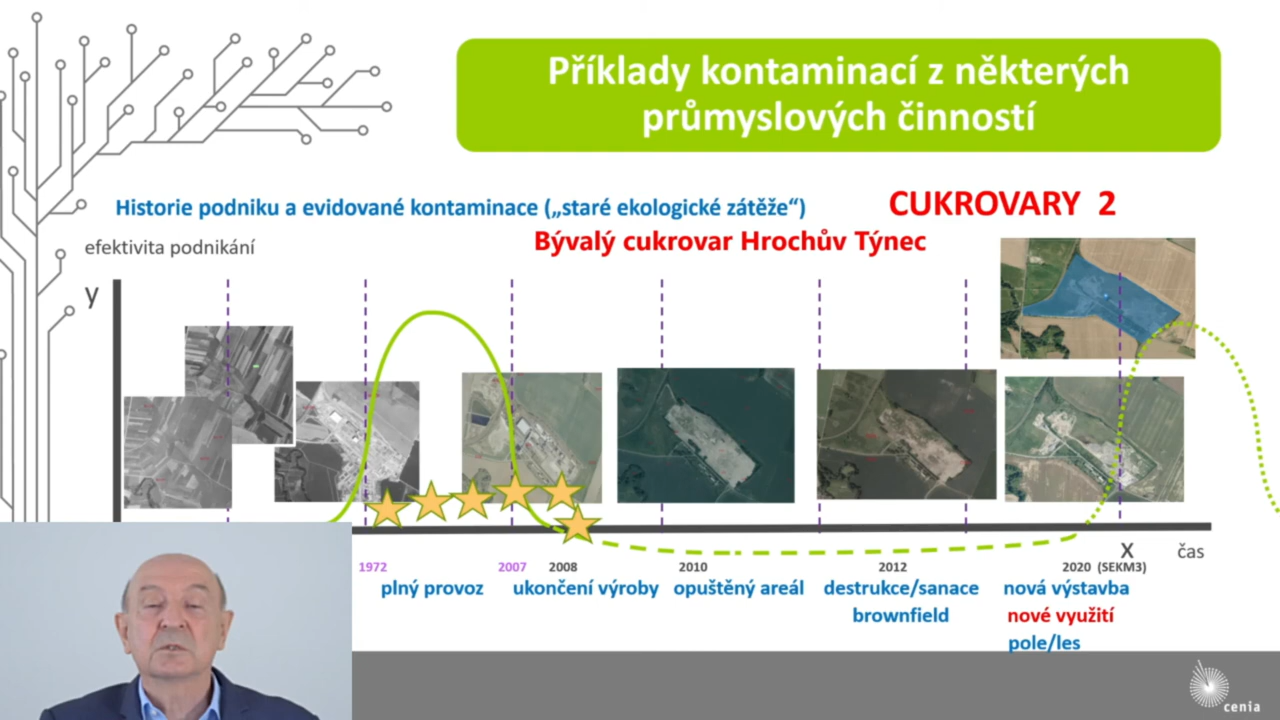 Příklady kontaminací z některých
průmyslových činností
Historie podniku a evidované kontaminace („staré ekologické zátěže“)
CUKROVARY 2
efektivita podnikání
Bývalý cukrovar Hrochův Týnec
y
x
čas
1972
2007
2008
2010
2012
2020 (SEKM3)
plný provoz
ukončení výroby
opuštěný areál
destrukce/sanace
brownfield
nová výstavba
nové využití
pole/les
cenia